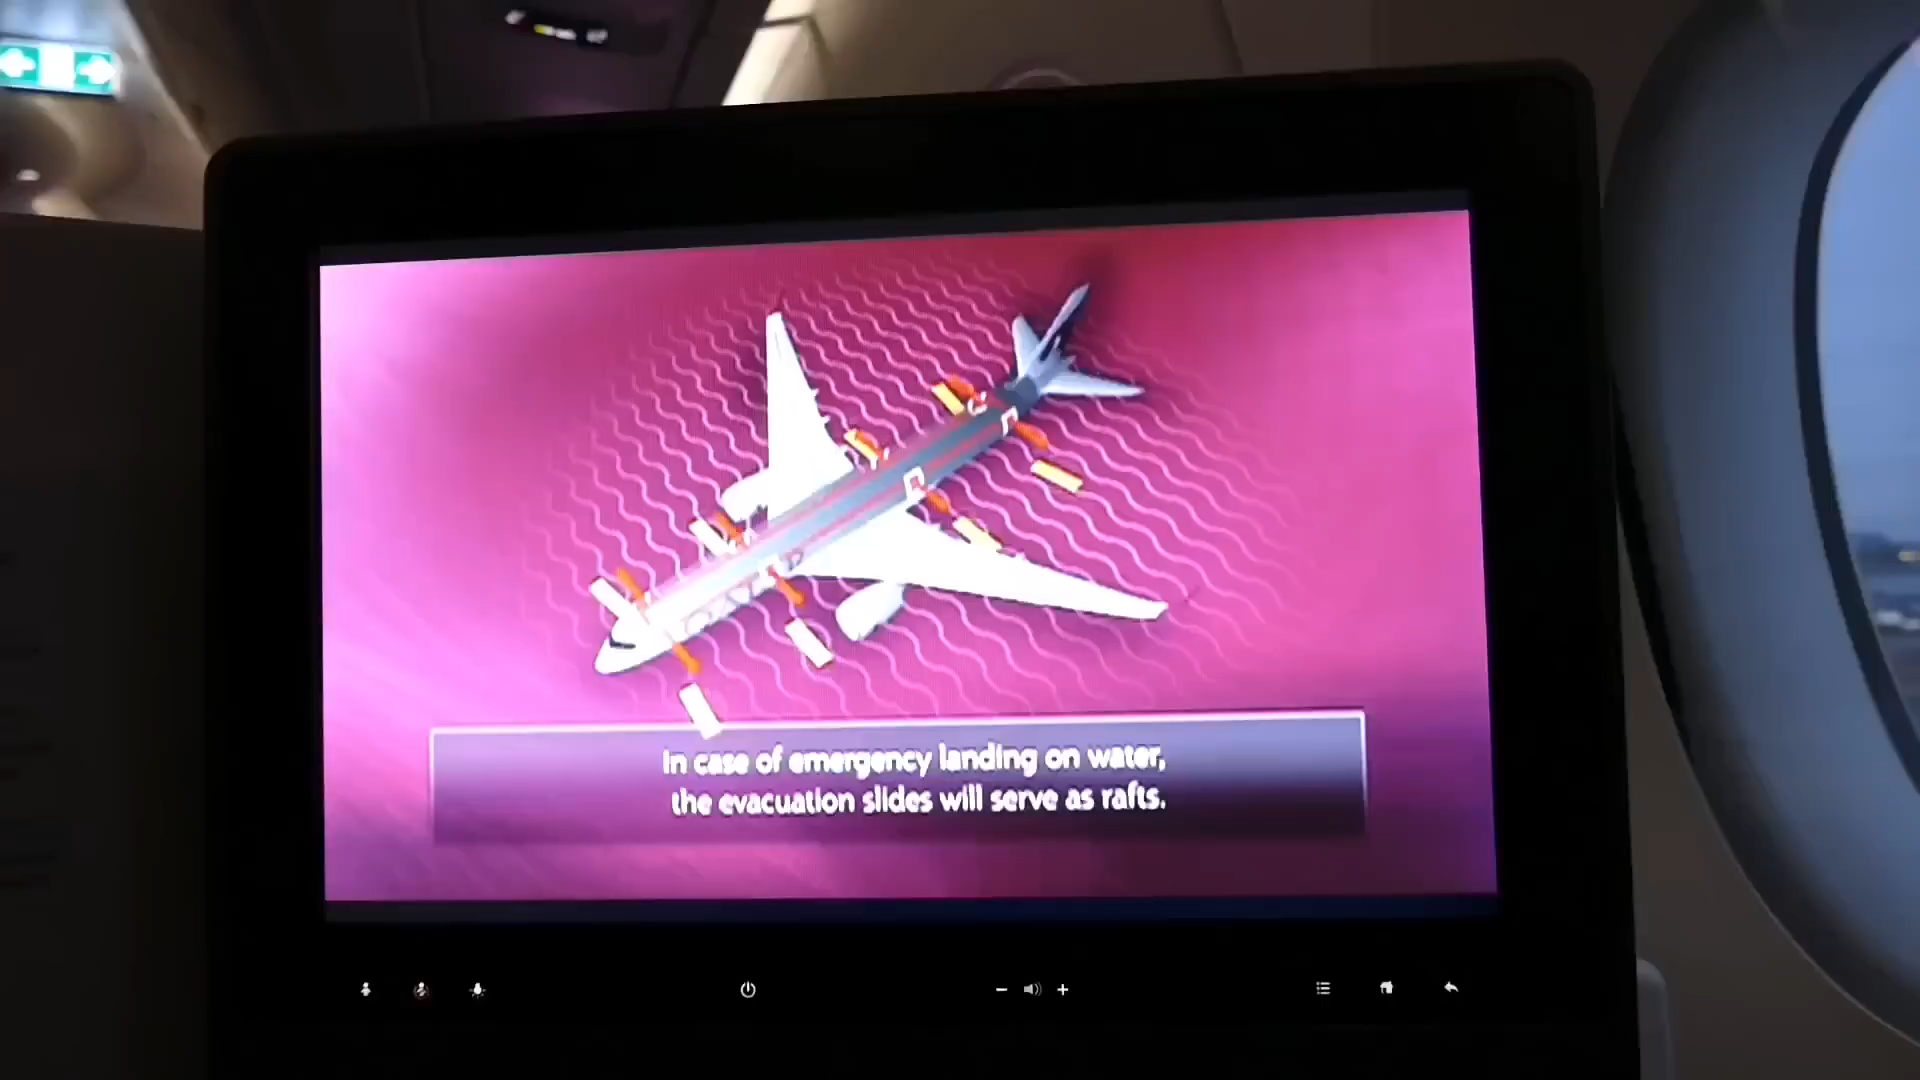 In case of emergency landing on water,
the evacuation slides will serve as rafts.